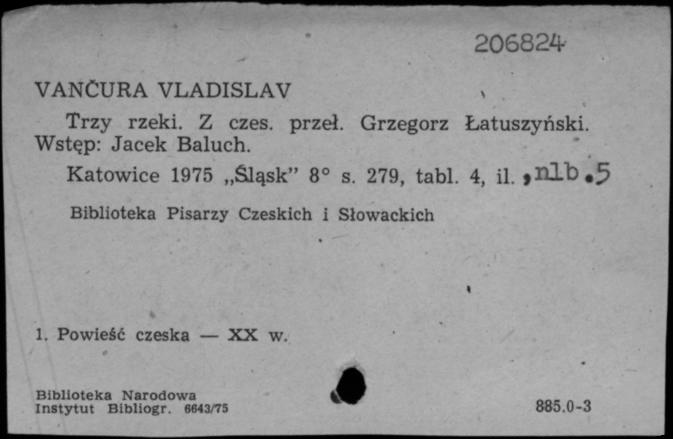 206824
VANČURA VLADISLAV
Trzy rzeki. Z czes. przeł. Grzegorz Łatuszyński.
Wstęp: Jacek Baluch.
Katowice 1975 „Śląsk” 8° s. 279, tabl. 4, il. , nlb.5
Biblioteka Pisarzy Czeskich i Słowackich
1. Powieść czeska — XX w.
Biblioteka Narodowa
Instytut Bibliogr. 6643/75
885.0-3